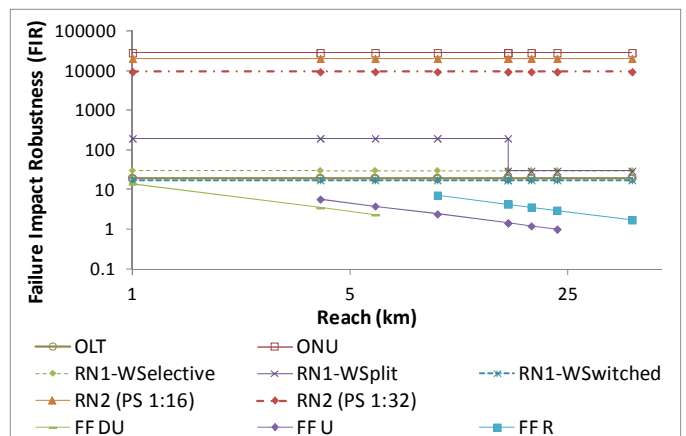 Failure Impact Robustness (FIR)
100000
10000
1000
100
10
1
0.1
1
5
25
Reach (km)
OLT
ONU
RN1-WSelective
RN1-WSplit
RN1-WSwitched
RN2 (PS 1:16)
RN2 (PS 1:32)
FF DU
FF U
FF R